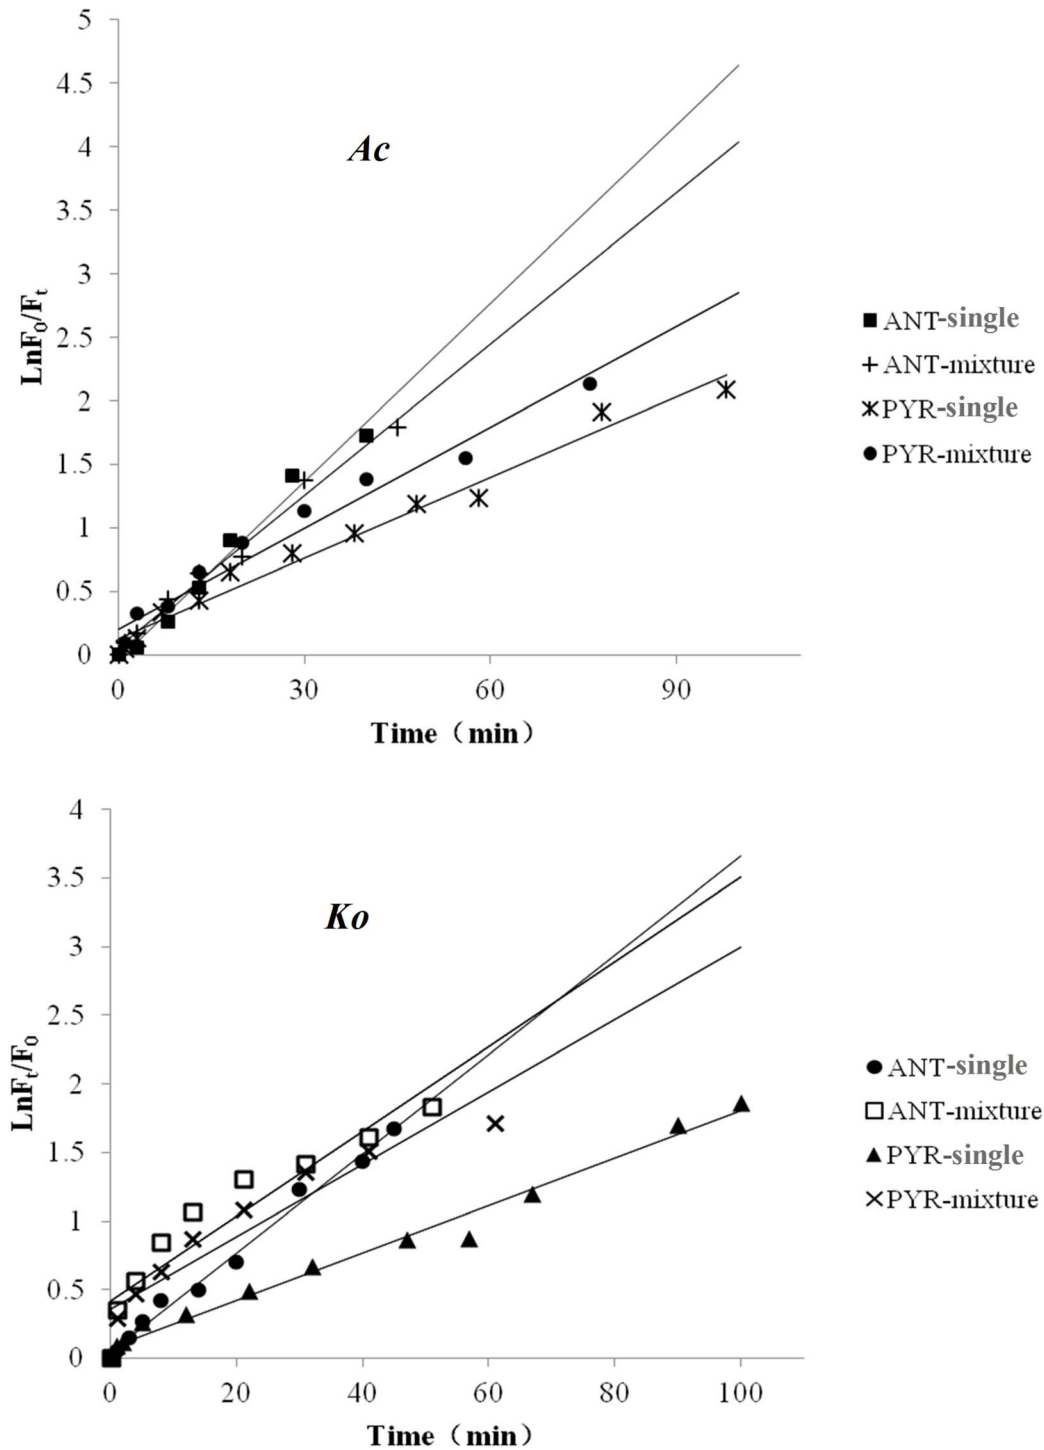 5
4.5
4
3.5
3
2.5
2
1.5
1
0.5
0
LnF0/Ft
Ac
0 30 60 90
Time（min）
ANT-single
ANT-mixture
PYR-single
PYR-mixture
4
3.5
3
2.5
2
1.5
1
0.5
0
LnFt/F0
Ko
0 20 40 60 80 100
Time（min）
ANT-single
ANT-mixture
PYR-single
PYR-mixture